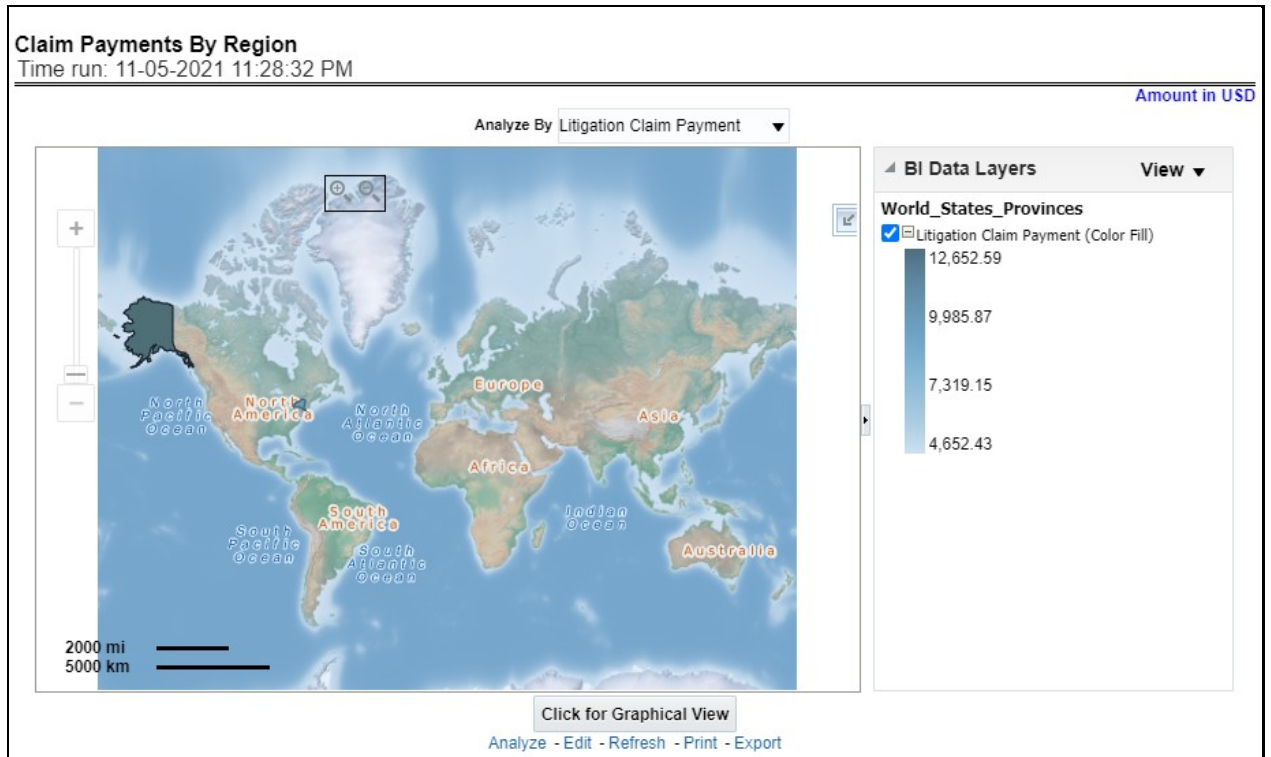 Claim Payments By Region
Time run: 11-05-2021 11:28:32 PM
Amount in USD
Analyze By Litigation Claim Payment
BI Data Layers View
World_States_Provinces
Litigation Claim Payment (Color Fill)
12,652.59
9,985.87
7,319.15
4,652.43
North
Pacific
Ocean
North
America
North
Atlantic
Ocean
Europe
Asia
Africa
Indian
Ocean
South
America
South
Pacific
Ocean
South
Atlantic
Ocean
Australia
2000 mi
5000 km
Click for Graphical View
Analyze - Edit - Refresh - Print - Export